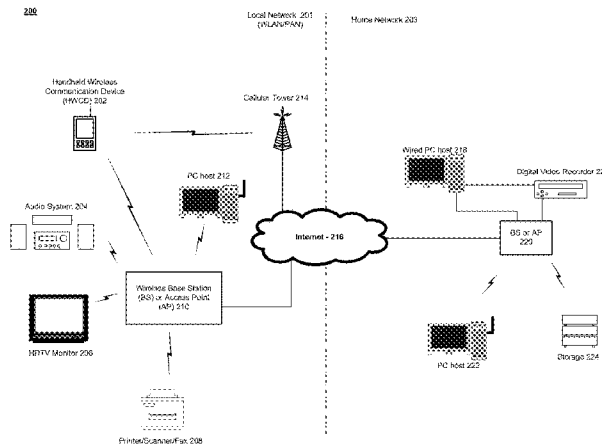 200
Local Network 201
(WLAN/PAN)
Home Network 203
Handheld Wireless
Communication Device
(HWCD) 202
Cellular Tower 214
PC host 212
Wired PC host 218
Digital Video Recorder 22
Audio System 204
Internet - 216
BS or AP
220
Wireless Base Station
(BS) or Access Point
(AP) 210
HDTV Monitor 206
PC host 222
Storage 224
Printer/Scanner/Fax 208